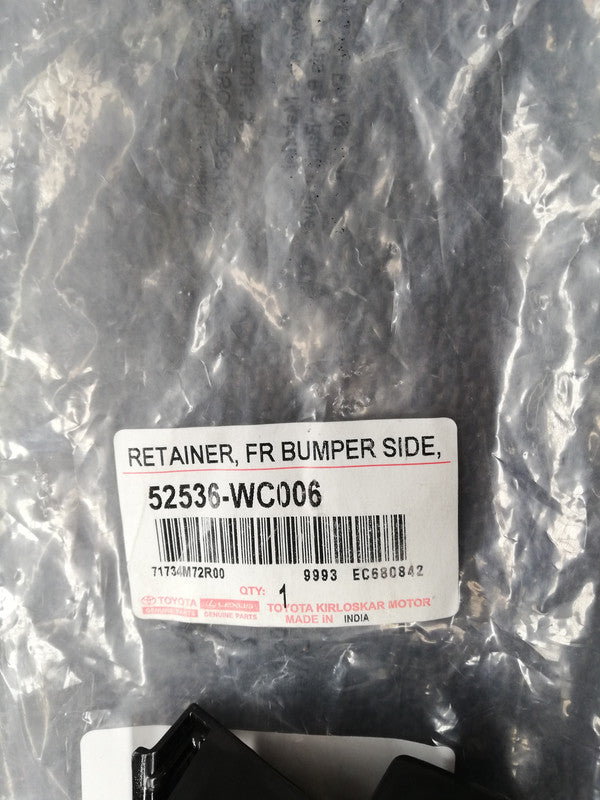 RETAINER, FR BUMPER SIDE,
52536-WC006
71734M72R00 9993 EC680842
QTY: 1
TOYOTA LEXUS TOYOTA KIRLOSKAR MOTOR
GENUINE PARTS GENUINE PARTS MADE IN INDIA